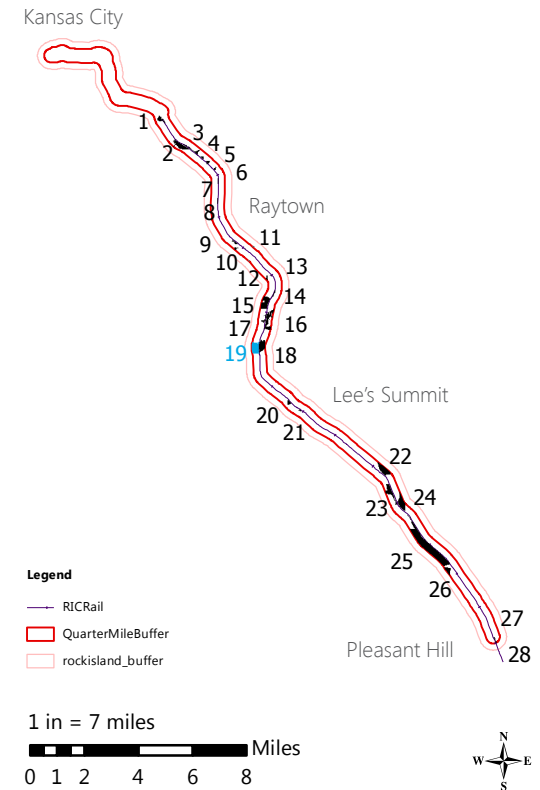 Kansas City
1
2
3
4
5
6
7
8
Raytown
9
10
11
12
13
14
15
16
17
18
19
Lee's Summit
20
21
22
23
24
25
26
27
Pleasant Hill
28
Legend
RICRail
QuarterMileBuffer
rockisland_buffer
1 in = 7 miles
Miles
0 1 2 4 6 8
N
W E
S